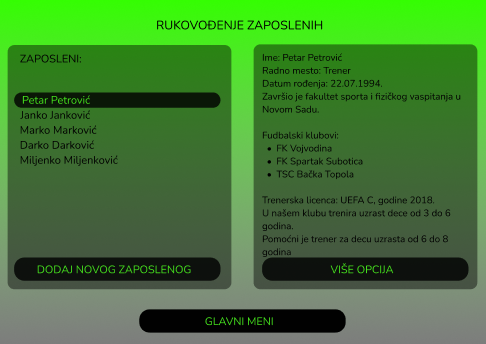 RUKOVOĐENJE ZAPOSLENIH
ZAPOSLENI:
Petar Petrović
Janko Janković
Marko Marković
Darko Darković
Miljenko Miljenković
DODAJ NOVOG ZAPOSLENOG
Ime: Petar Petrović
Radno mesto: Trener
Datum rođenja: 22.07.1994.
Završio je fakultet sporta i fizičkog vaspitanja u
Novom Sadu.
Fudbalski klubovi:
• FK Vojvodina
• FK Spartak Subotica
• TSC Bačka Topola
Trenerska licenca: UEFA C, godine 2018.
U našem klubu trenira uzrast dece od 3 do 6
godina.
Pomoćni je trener za decu uzrasta od 6 do 8
godina
VIŠE OPCIJA
GLAVNI MENI